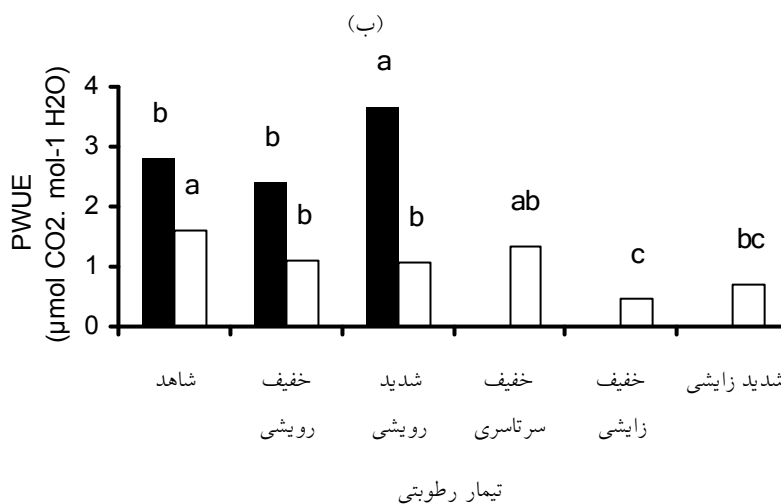 (ب)
PWUE
(µmol CO2. mol-1 H2O)
4
3
2
1
0
b
a
b
b
a
b
ab
c
bc
شاهد
خفیف
رویشی
شدید
رویشی
خفیف
سرتاسری
خفیف
زایشی
شدید زایشی
تیمار رطوبتی